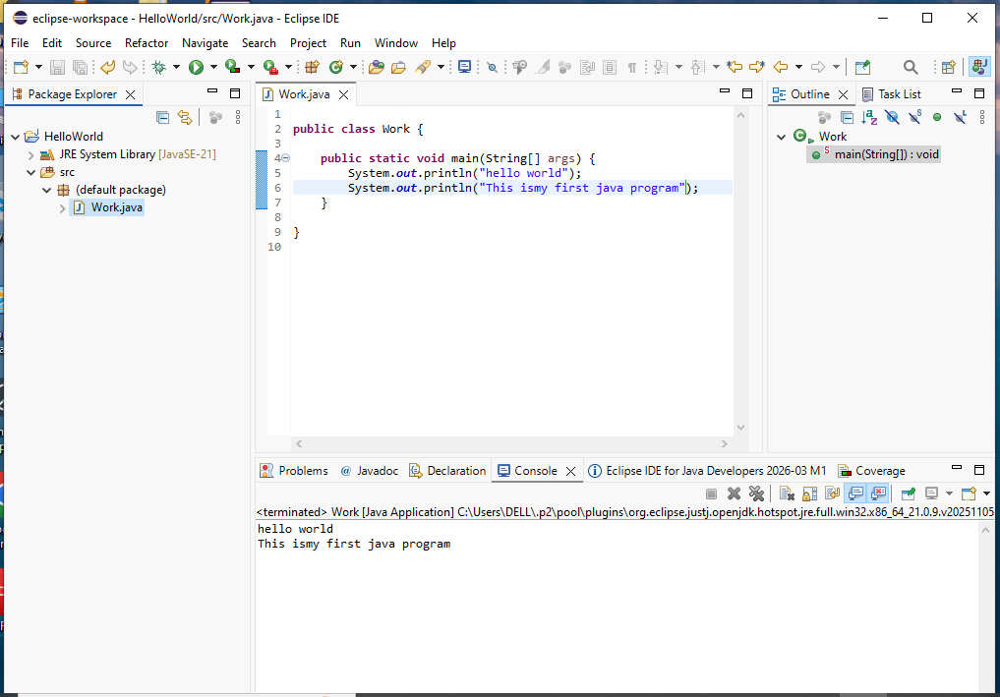 eclipse-workspace - HelloWorld/src/Work.java - Eclipse IDE
File Edit Source Refactor Navigate Search Project Run Window Help
Package Explorer
HelloWorld
JRE System Library [JavaSE-21]
src
(default package)
Work.java
Work.java
1
2 public class Work {
3
4 public static void main(String[] args) {
5 System.out.println("hello world");
6 System.out.println("This ismy first java program");
7 }
8
9 }
10
Outline Task List
Work
main(String[]) : void
Problems Javadoc Declaration Console Eclipse IDE for Java Developers 2026-03 M1 Coverage
<terminated> Work [Java Application] C:\Users\DELL\.p2\pool\plugins\org.eclipse.justj.openjdk.hotspot.jre.full.win32.x86_64_21.0.9.v20251105
hello world
This ismy first java program